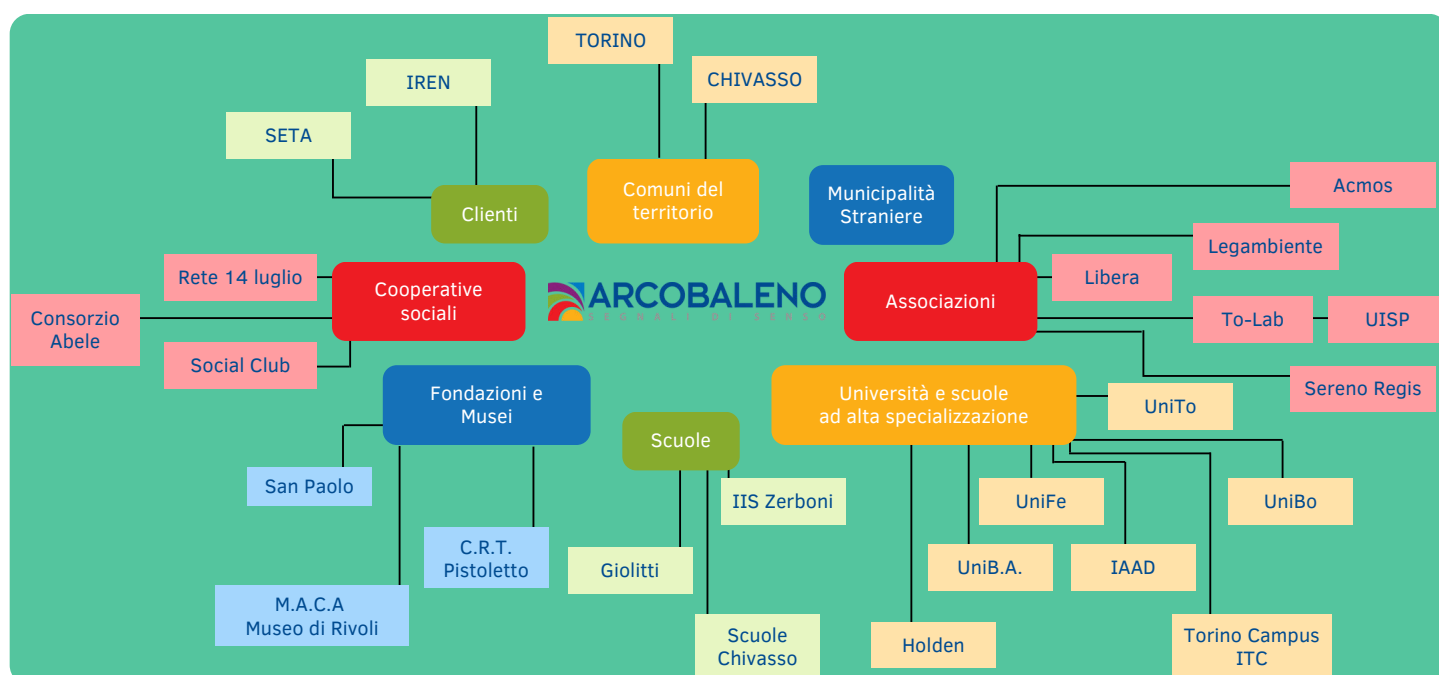 TORINO
IREN
CHIVASSO
SETA
Clienti
Comuni del
territorio
Municipalità
Straniere
Acmos
Legambiente
Rete 14 luglio
Cooperative
sociali
ARCOBALENO
SEGNALI DI SERSO
Associazioni
Libera
Consorzio
Abele
To-Lab
UISP
Social Club
Sereno Regis
Fondazioni e
Musei
Università e scuole
ad alta specializzazione
UniTo
Scuole
San Paolo
IIS Zerboni
UniFe
UniBo
C.R.T.
Pistoletto
Giolitti
UniB.A.
IAAD
M.A.C.A
Museo di Rivoli
Scuole
Chivasso
Holden
Torino Campus
ITC